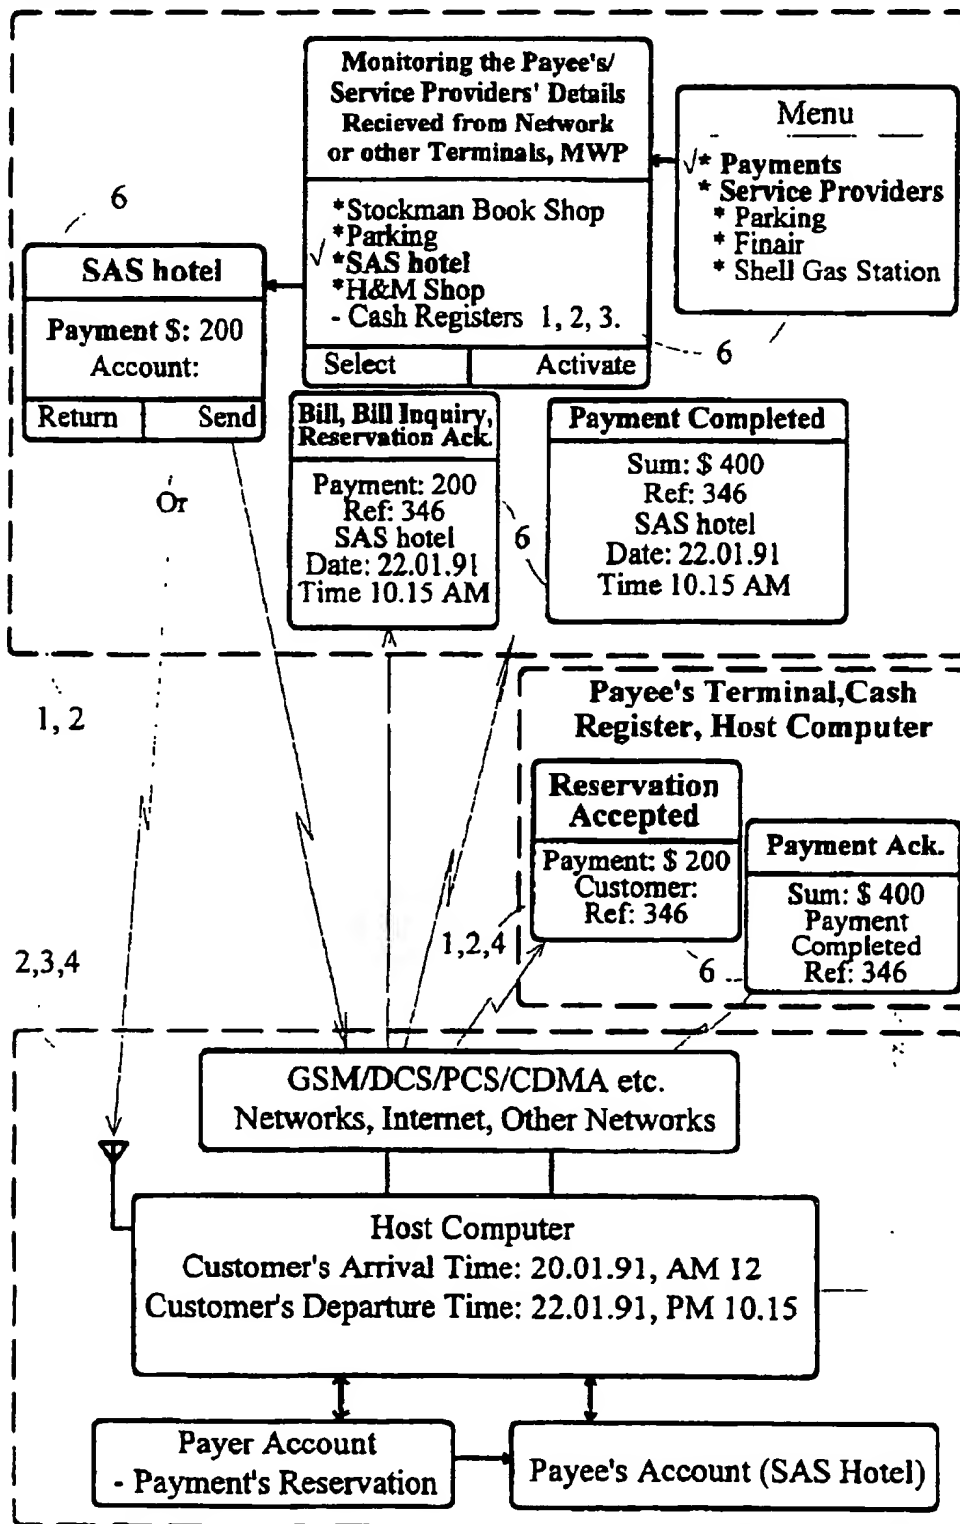 Monitoring the Payee's/
Service Providers' Details
Recieved from Network
or other Terminals, MWP
*Stockman Book Shop
*Parking
√ *SAS hotel
*H&M Shop
- Cash Registers 1, 2, 3.
Select Activate
Menu
√* Payments
* Service Providers
* Parking
* Finair
* Shell Gas Station
6
6
SAS hotel
Payment $: 200
Account:
Return Send
Or
Bill, Bill Inquiry,
Reservation Ack.
Payment: 200
Ref: 346
SAS hotel
Date: 22.01.91
Time 10.15 AM
6
Payment Completed
Sum: $ 400
Ref: 346
SAS hotel
Date: 22.01.91
Time 10.15 AM
1, 2
Payee's Terminal,Cash
Register, Host Computer
Reservation
Accepted
Payment: $ 200
Customer:
Ref: 346
Payment Ack.
Sum: $ 400
Payment
Completed
Ref: 346
1,2,4
6
2,3,4
GSM/DCS/PCS/CDMA etc.
Networks, Internet, Other Networks
Host Computer
Customer's Arrival Time: 20.01.91, AM 12
Customer's Departure Time: 22.01.91, PM 10.15
Payer Account
- Payment's Reservation
Payee's Account (SAS Hotel)